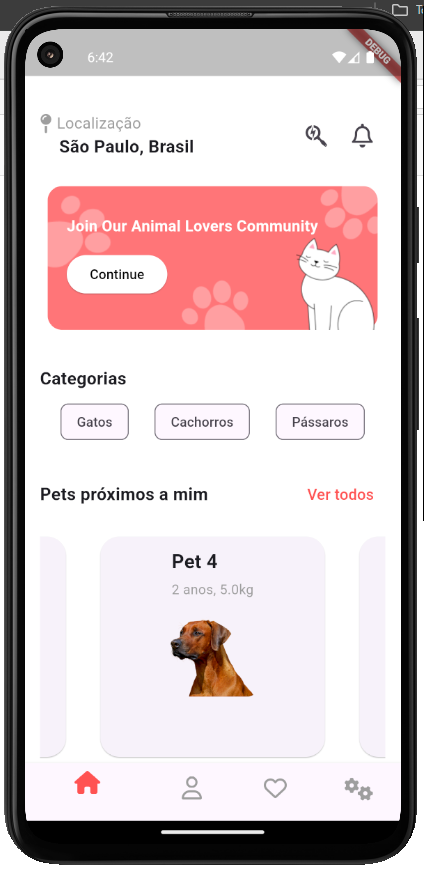 Tu
6:42
DEBUG
Localização
São Paulo, Brasil
Join Our Animal Lovers Community
Continue
Categorias
Gatos
Cachorros
Pássaros
Pets próximos a mim
Ver todos
Pet 4
2 anos, 5.0kg